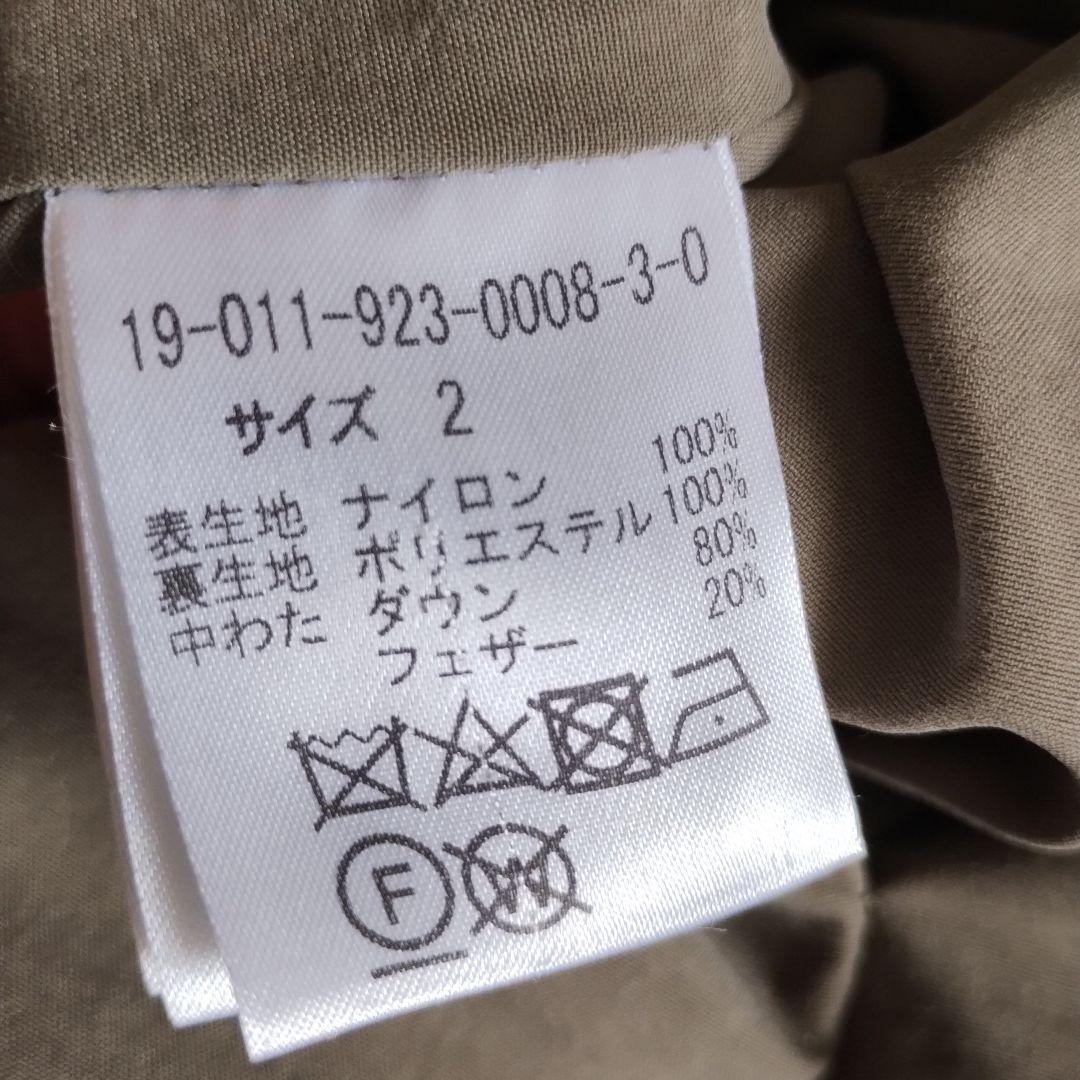 19-011-923-0008-3-0
サイズ 2
表生地 ナイロン 100%
裏生地 ポリエステル 100%
中わた ダウン 80%
フェザー 20%
F W